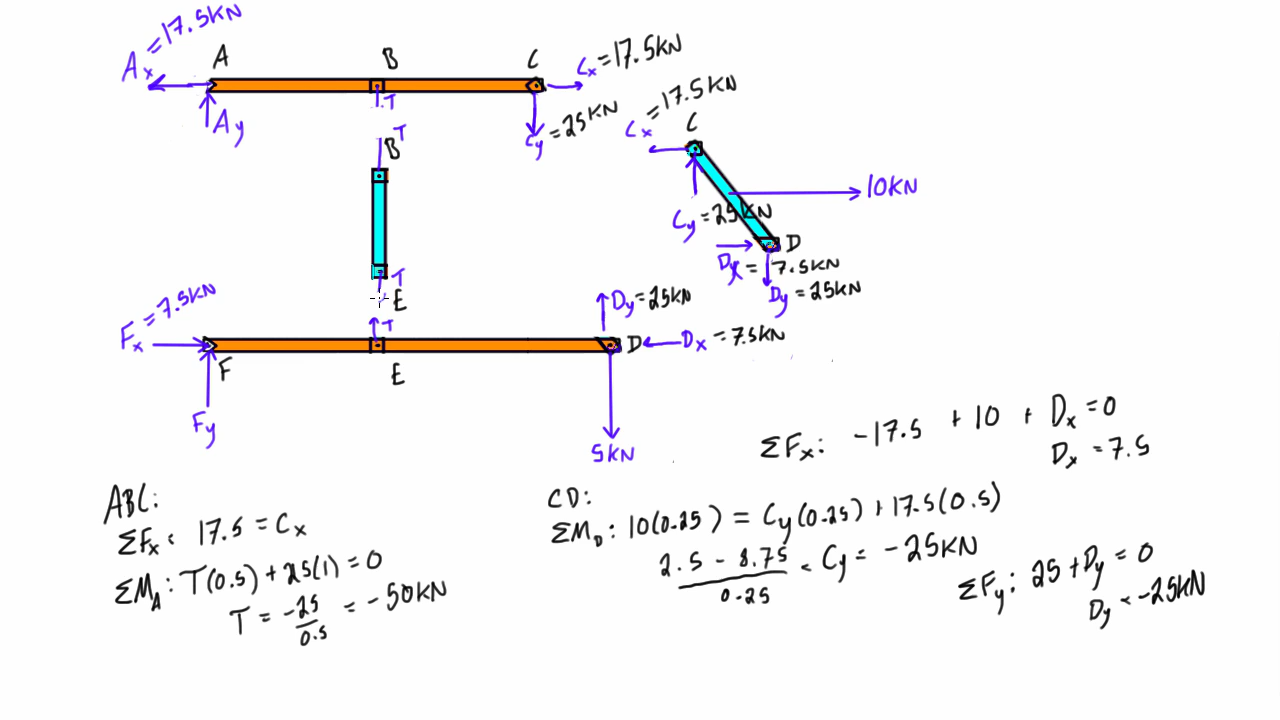 Ax = 17.5KN
A
B
C
Cx = 17.5KN
Ay
T
Cy = 25KN
Cx = 17.5KN
C
B
T
10KN
Cy = 25KN
D
Dx = 7.5KN
Dy = 25KN
T
E
Fx = 7.5KN
T
Dy = 25KN
D
Dx = 7.5KN
F
E
Fy
5KN
ΣFx: -17.5 + 10 + Dx = 0
Dx = 7.5
ABC:
ΣFx: 17.5 = Cx
ΣMA: T(0.5) + 25(1) = 0
T = -25/0.5 = -50KN
CD:
ΣMD: 10(0.25) = Cy(0.25) + 17.5(0.5)
2.5 - 8.75/0.25 = Cy = -25KN
ΣFy: 25 + Dy = 0
Dy = -25KN